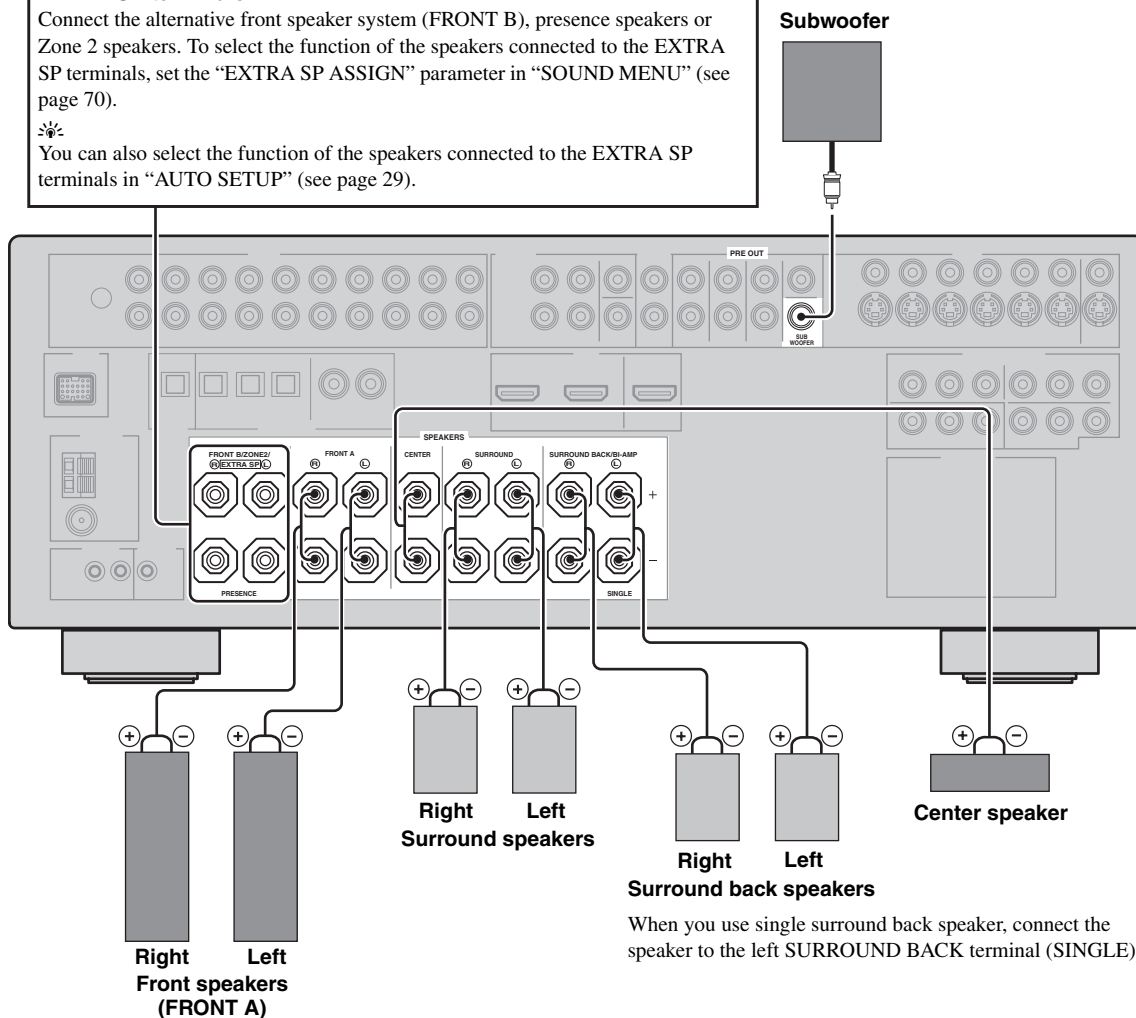 Connect the alternative front speaker system (FRONT B), presence speakers or
Zone 2 speakers. To select the function of the speakers connected to the EXTRA
SP terminals, set the “EXTRA SP ASSIGN” parameter in “SOUND MENU” (see
page 70).
You can also select the function of the speakers connected to the EXTRA SP
terminals in “AUTO SETUP” (see page 29).
Subwoofer
PRE OUT
SUB
WOOFER
SPEAKERS
FRONT B/ZONE2/
R EXTRA SP L
FRONT A
R L
CENTER
SURROUND
R L
SURROUND BACK/BI-AMP
R L
+
–
PRESENCE
SINGLE
+ –
+ –
+ –
+ –
+ –
+ –
+ –
Right Left
Surround speakers
Center speaker
Right Left
Surround back speakers
When you use single surround back speaker, connect the
speaker to the left SURROUND BACK terminal (SINGLE)
Right Left
Front speakers
(FRONT A)